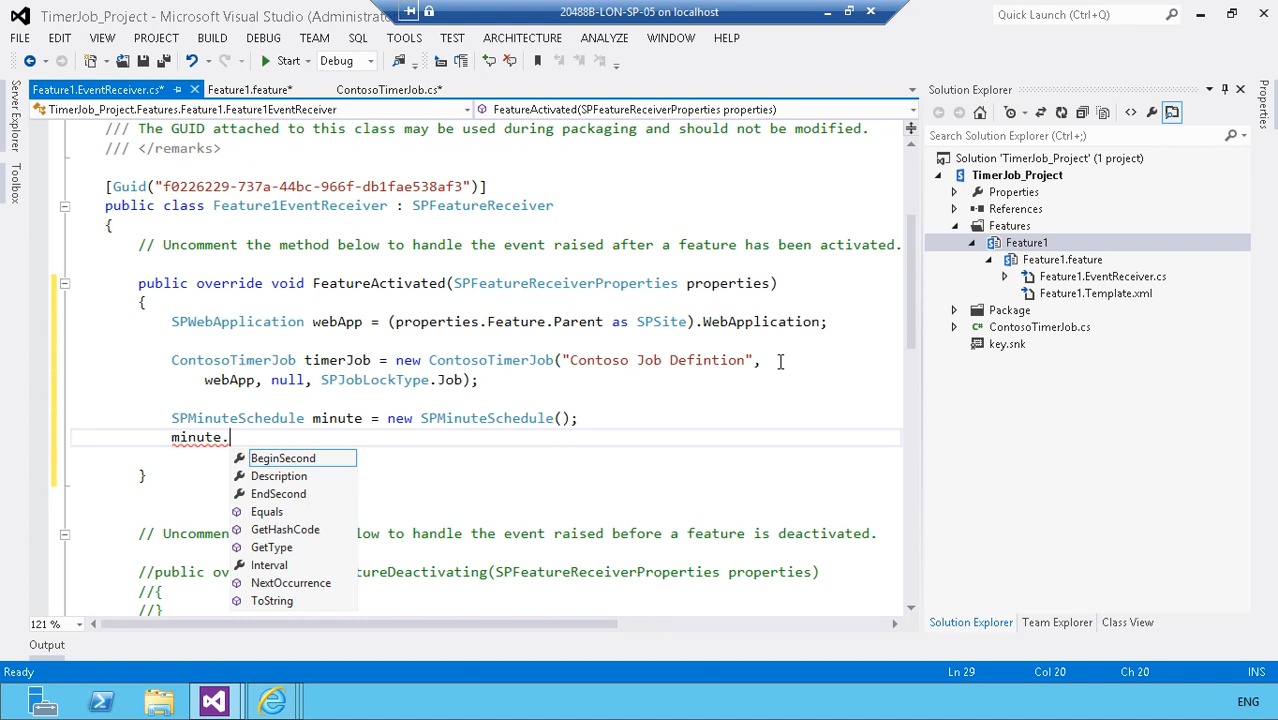 TimerJob_Project - Microsoft Visual Studio (Administrat
20488B-LON-SP-05 on localhost
Quick Launch (Ctrl+Q)
FILE EDIT VIEW PROJECT BUILD DEBUG TEAM SQL TOOLS TEST ARCHITECTURE ANALYZE WINDOW HELP
Start Debug
Server Explorer
Toolbox
Feature1.EventReceiver.cs* Feature1.feature* ContosoTimerJob.cs*
TimerJob_Project.Features.Feature1.Feature1EventReceiver FeatureActivated(SPFeatureReceiverProperties properties)
/// The GUID attached to this class may be used during packaging and should not be modified.
/// </remarks>
[Guid("f0226229-737a-44bc-966f-db1fae538af3")]
public class Feature1EventReceiver : SPFeatureReceiver
{
// Uncomment the method below to handle the event raised after a feature has been activated.
public override void FeatureActivated(SPFeatureReceiverProperties properties)
{
SPWebApplication webApp = (properties.Feature.Parent as SPSite).WebApplication;
ContosoTimerJob timerJob = new ContosoTimerJob("Contoso Job Defintion",
webApp, null, SPJobLockType.Job);
SPMinuteSchedule minute = new SPMinuteSchedule();
minute.
BeginSecond
Description
EndSecond
Equals
GetHashCode
GetType
Interval
NextOccurrence
ToString
}
// Uncomment low to handle the event raised before a feature is deactivated.
//public ov tureDeactivating(SPFeatureReceiverProperties properties)
//{
//}
121 %
Output
Solution Explorer
Search Solution Explorer (Ctrl+;)
Solution 'TimerJob_Project' (1 project)
TimerJob_Project
Properties
References
Features
Feature1
Feature1.feature
Feature1.EventReceiver.cs
Feature1.Template.xml
Package
ContosoTimerJob.cs
key.snk
Solution Explorer Team Explorer Class View
Properties
Ready Ln 29 Col 20 Ch 20 INS
ENG